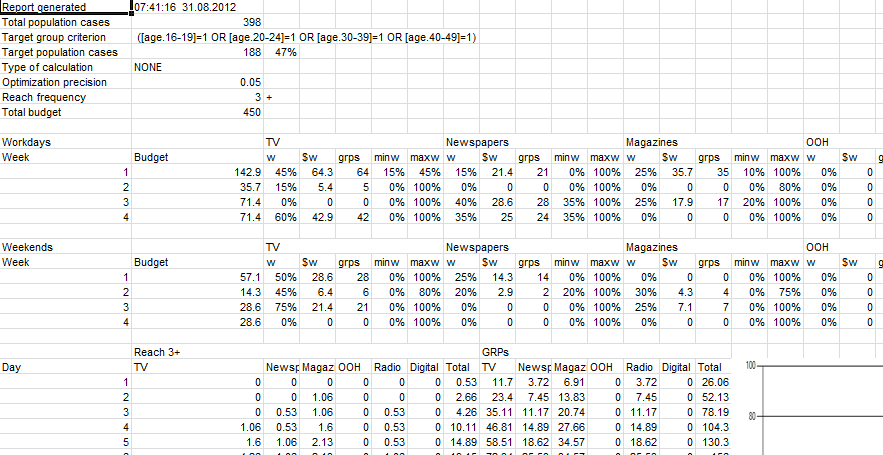 Report generated 07:41:16 31.08.2012
Total population cases 398
Target group criterion ([age.16-19]=1 OR [age.20-24]=1 OR [age.30-39]=1 OR [age.40-49]=1)
Target population cases 188 47%
Type of calculation NONE
Optimization precision 0.05
Reach frequency 3 +
Total budget 450
Workdays TV Newspapers Magazines OOH
Week Budget w $w grps minw maxw w $w grps minw maxw w $w grps minw maxw w $w g
1 142.9 45% 64.3 64 15% 45% 15% 21.4 21 0% 100% 25% 35.7 35 10% 100% 0% 0
2 35.7 15% 5.4 5 0% 100% 0% 0 0 0% 100% 0% 0 0 0% 80% 0% 0
3 71.4 0% 0 0 0% 100% 40% 28.6 28 35% 100% 25% 17.9 17 20% 100% 0% 0
4 71.4 60% 42.9 42 0% 100% 35% 25 24 35% 100% 0% 0 0 0% 100% 0% 0
Weekends TV Newspapers Magazines OOH
Week Budget w $w grps minw maxw w $w grps minw maxw w $w grps minw maxw w $w g
1 57.1 50% 28.6 28 0% 100% 25% 14.3 14 0% 100% 0% 0 0 0% 100% 0% 0
2 14.3 45% 6.4 6 0% 80% 20% 2.9 2 20% 100% 30% 4.3 4 0% 75% 0% 0
3 28.6 75% 21.4 21 0% 100% 0% 0 0 0% 100% 25% 7.1 7 0% 100% 0% 0
4 28.6 0% 0 0 0% 100% 0% 0 0 0% 100% 0% 0 0 0% 100% 0% 0
Reach 3+ GRPs
Day TV Newsp Magaz OOH Radio Digital Total TV Newsp Magaz OOH Radio Digital Total
1 0 0 0 0 0 0 0.53 11.7 3.72 6.91 0 3.72 0 26.06
2 0 0 1.06 0 0 0 2.66 23.4 7.45 13.83 0 7.45 0 52.13
3 0 0.53 1.06 0 0.53 0 4.26 35.11 11.17 20.74 0 11.17 0 78.19
4 1.06 0.53 1.6 0 0.53 0 10.11 46.81 14.89 27.66 0 14.89 0 104.3
5 1.6 1.06 2.13 0 0.53 0 14.89 58.51 18.62 34.57 0 18.62 0 130.3
100
80